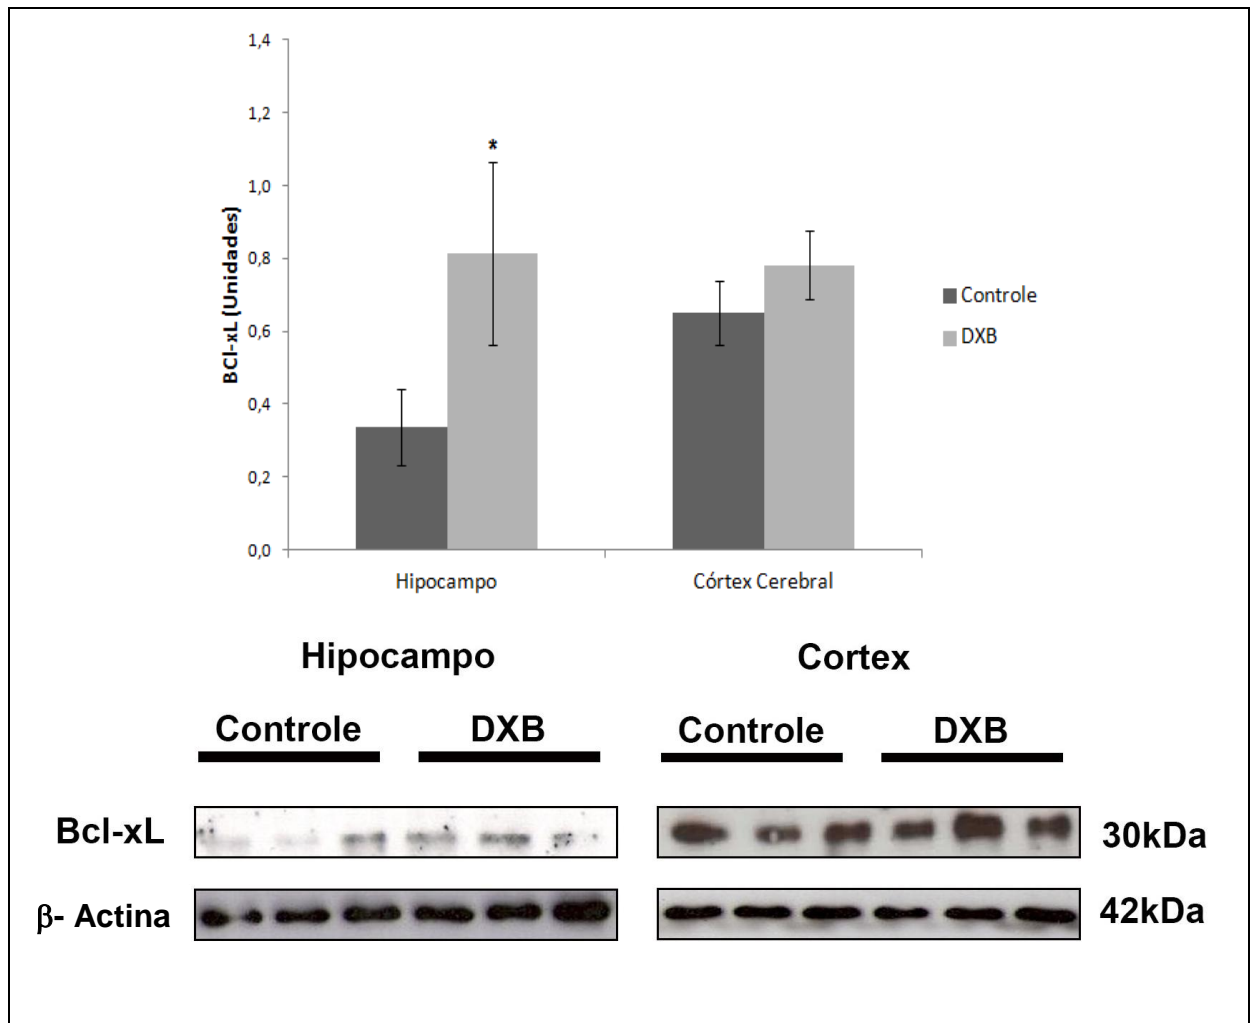 1,4
1,2
*
1,0
0,8
0,6
0,4
0,2
0,0
BCl-xL (Unidades)
Controle
DXB
Hipocampo Córtex Cerebral
Hipocampo Cortex
Controle DXB Controle DXB
Bcl-xL 30kDa
β- Actina 42kDa